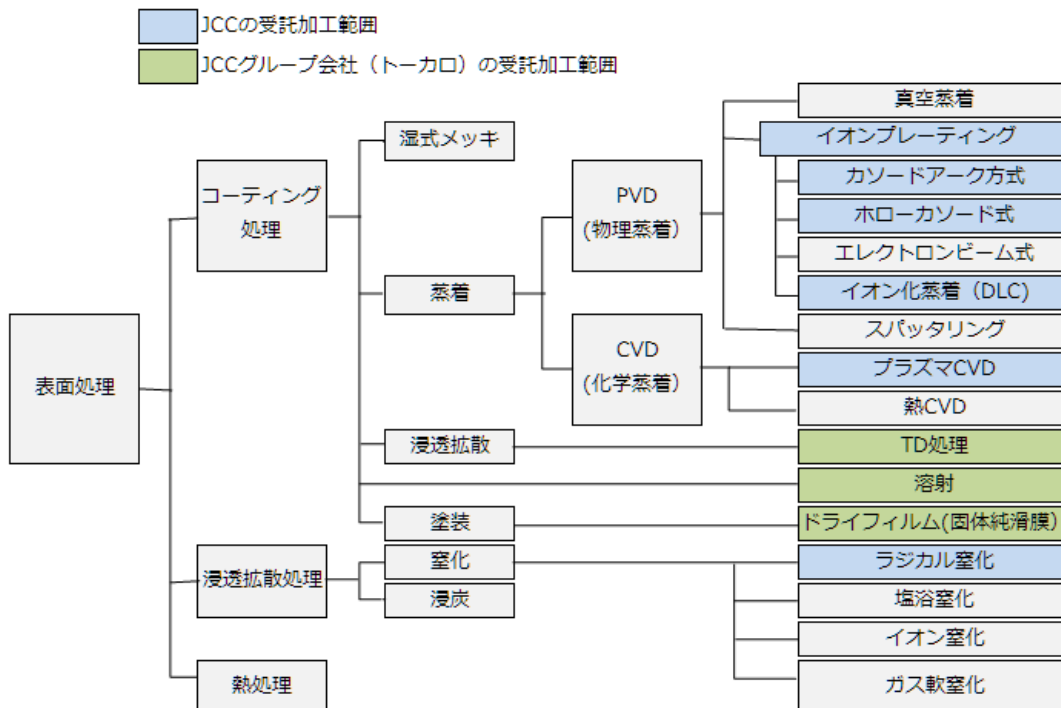 JCCの受託加工範囲
JCCグループ会社（トーカロ）の受託加工範囲
表面処理
コーティング
処理
浸透拡散処理
熱処理
湿式メッキ
蒸着
浸透拡散
塗装
窒化
浸炭
PVD
(物理蒸着）
CVD
(化学蒸着）
真空蒸着
イオンプレーティング
カソードアーク方式
ホローカソード式
エレクトロンビーム式
イオン化蒸着（DLC)
スパッタリング
プラズマCVD
熱CVD
TD処理
溶射
ドライフィルム(固体純滑膜)
ラジカル窒化
塩浴窒化
イオン窒化
ガス軟窒化